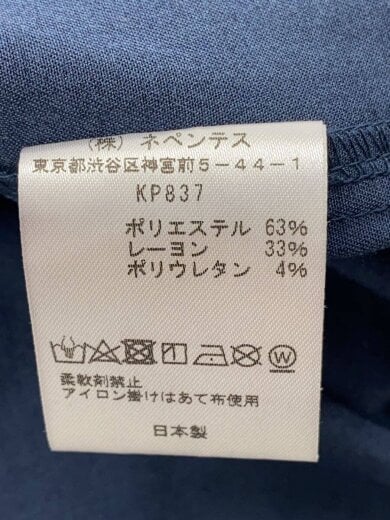 (株) ネペンテス
東京都渋谷区神宮前5-44-1
KP837
ポリエステル 63%
レーヨン 33%
ポリウレタン 4%
柔軟剤禁止
アイロン掛けはあて布使用
日本製